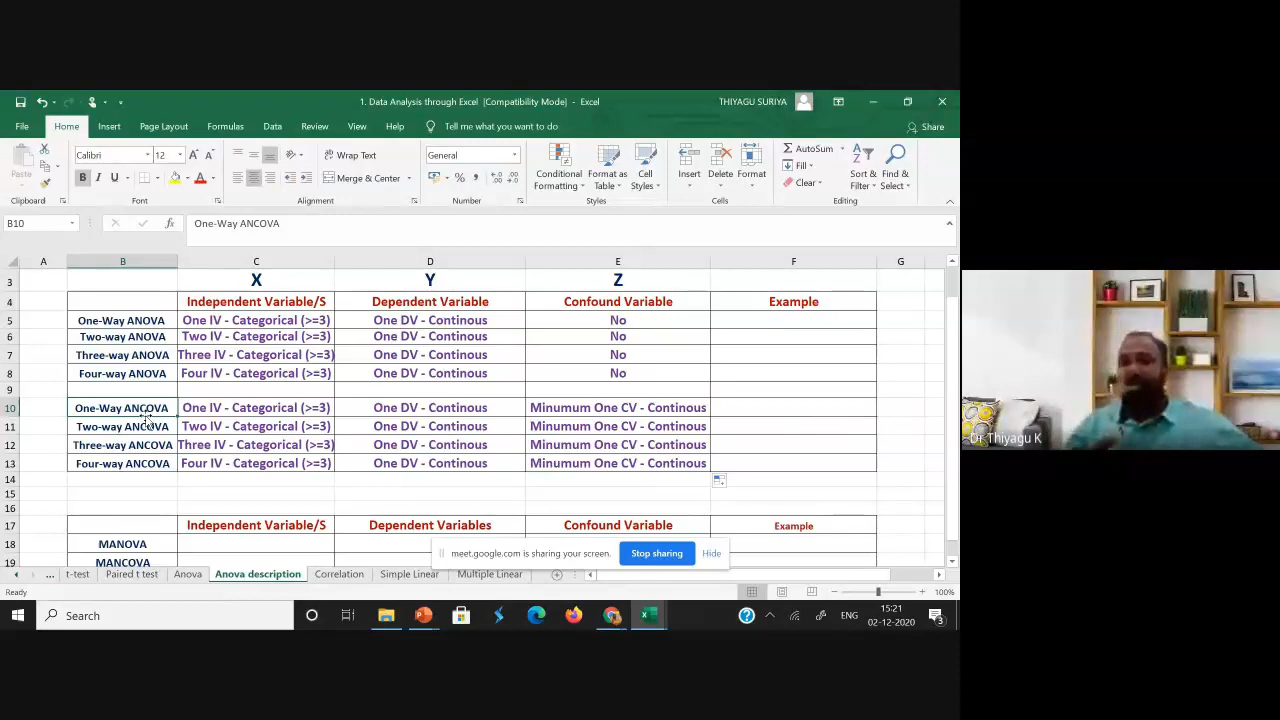 1. Data Analysis through Excel [Compatibility Mode] - Excel
THIYAGU SURIYA
File Home Insert Page Layout Formulas Data Review View Help Tell me what you want to do Share
Paste
Calibri 12
B I U
Wrap Text
Merge & Center
General
Conditional Formatting
Format as Table
Cell Styles
Insert Delete Format
AutoSum
Fill
Clear
Sort & Filter
Find & Select
Clipboard Font Alignment Number Styles Cells Editing
B10 fx One-Way ANCOVA
A B C D E F G
3 X Y Z
4 Independent Variable/S Dependent Variable Confound Variable Example
5 One-Way ANOVA One IV - Categorical (>=3) One DV - Continous No
6 Two-way ANOVA Two IV - Categorical (>=3) One DV - Continous No
7 Three-way ANOVA Three IV - Categorical (>=3) One DV - Continous No
8 Four-way ANOVA Four IV - Categorical (>=3) One DV - Continous No
9
10 One-Way ANCOVA One IV - Categorical (>=3) One DV - Continous Minumum One CV - Continous
11 Two-way ANCOVA Two IV - Categorical (>=3) One DV - Continous Minumum One CV - Continous
12 Three-way ANCOVA Three IV - Categorical (>=3) One DV - Continous Minumum One CV - Continous
13 Four-way ANCOVA Four IV - Categorical (>=3) One DV - Continous Minumum One CV - Continous
14
15
16
17 Independent Variable/S Dependent Variables Confound Variable Example
18 MANOVA
19 MANCOVA
meet.google.com is sharing your screen. Stop sharing Hide
... t-test Paired t test Anova Anova description Correlation Simple Linear Multiple Linear
Ready 100%
Search
ENG
15:21
02-12-2020
3
Dr Thiyagu K